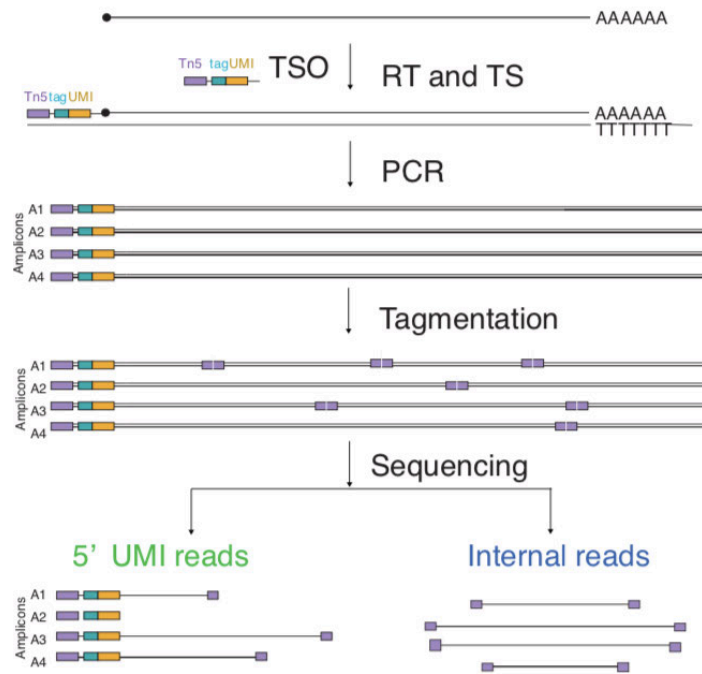 AAAAAA
Tn5 tagUMI TSO RT and TS
Tn5tagUMI
AAAAAA
TTTTTTT
PCR
Amplicons
A1
A2
A3
A4
Tagmentation
Amplicons
A1
A2
A3
A4
Sequencing
5’ UMI reads
Internal reads
Amplicons
A1
A2
A3
A4